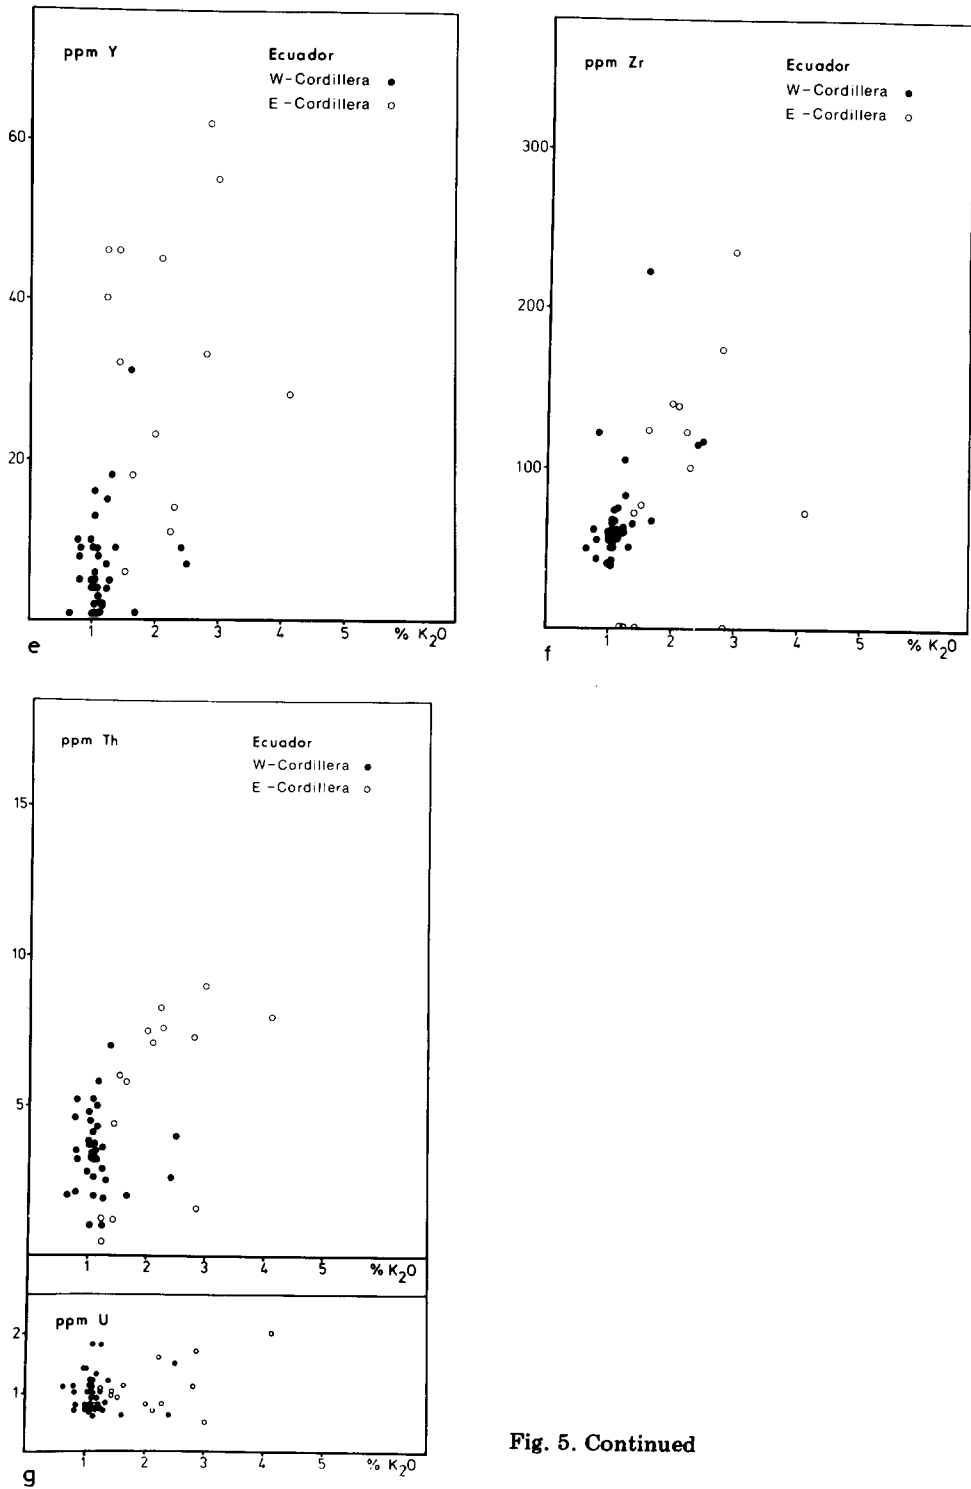 ppm Y
Ecuador
W-Cordillera ●
E-Cordillera ○
60
40
20
1 2 3 4 5 % K2O
e
ppm Zr
Ecuador
W-Cordillera ●
E-Cordillera ○
300
200
100
1 2 3 4 5 % K2O
f
ppm Th
Ecuador
W-Cordillera ●
E-Cordillera ○
15
10
5
1 2 3 4 5 % K2O
ppm U
2
1
1 2 3 4 5 % K2O
g
Fig. 5. Continued